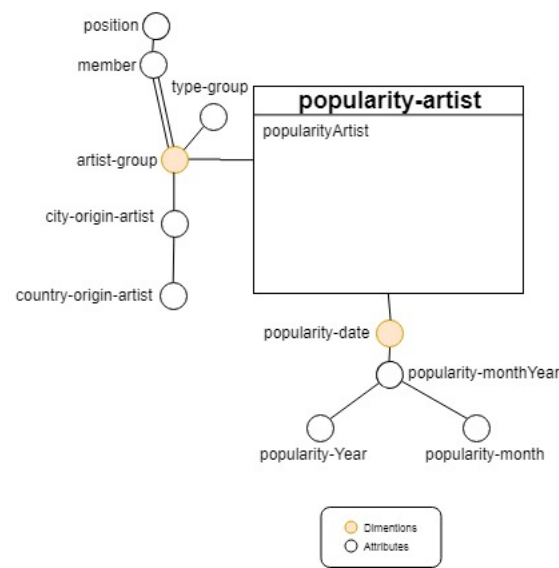 position
member
type-group
popularity-artist
popularityArtist
artist-group
city-origin-artist
country-origin-artist
popularity-date
popularity-monthYear
popularity-Year
popularity-month
Dimentions
Attributes